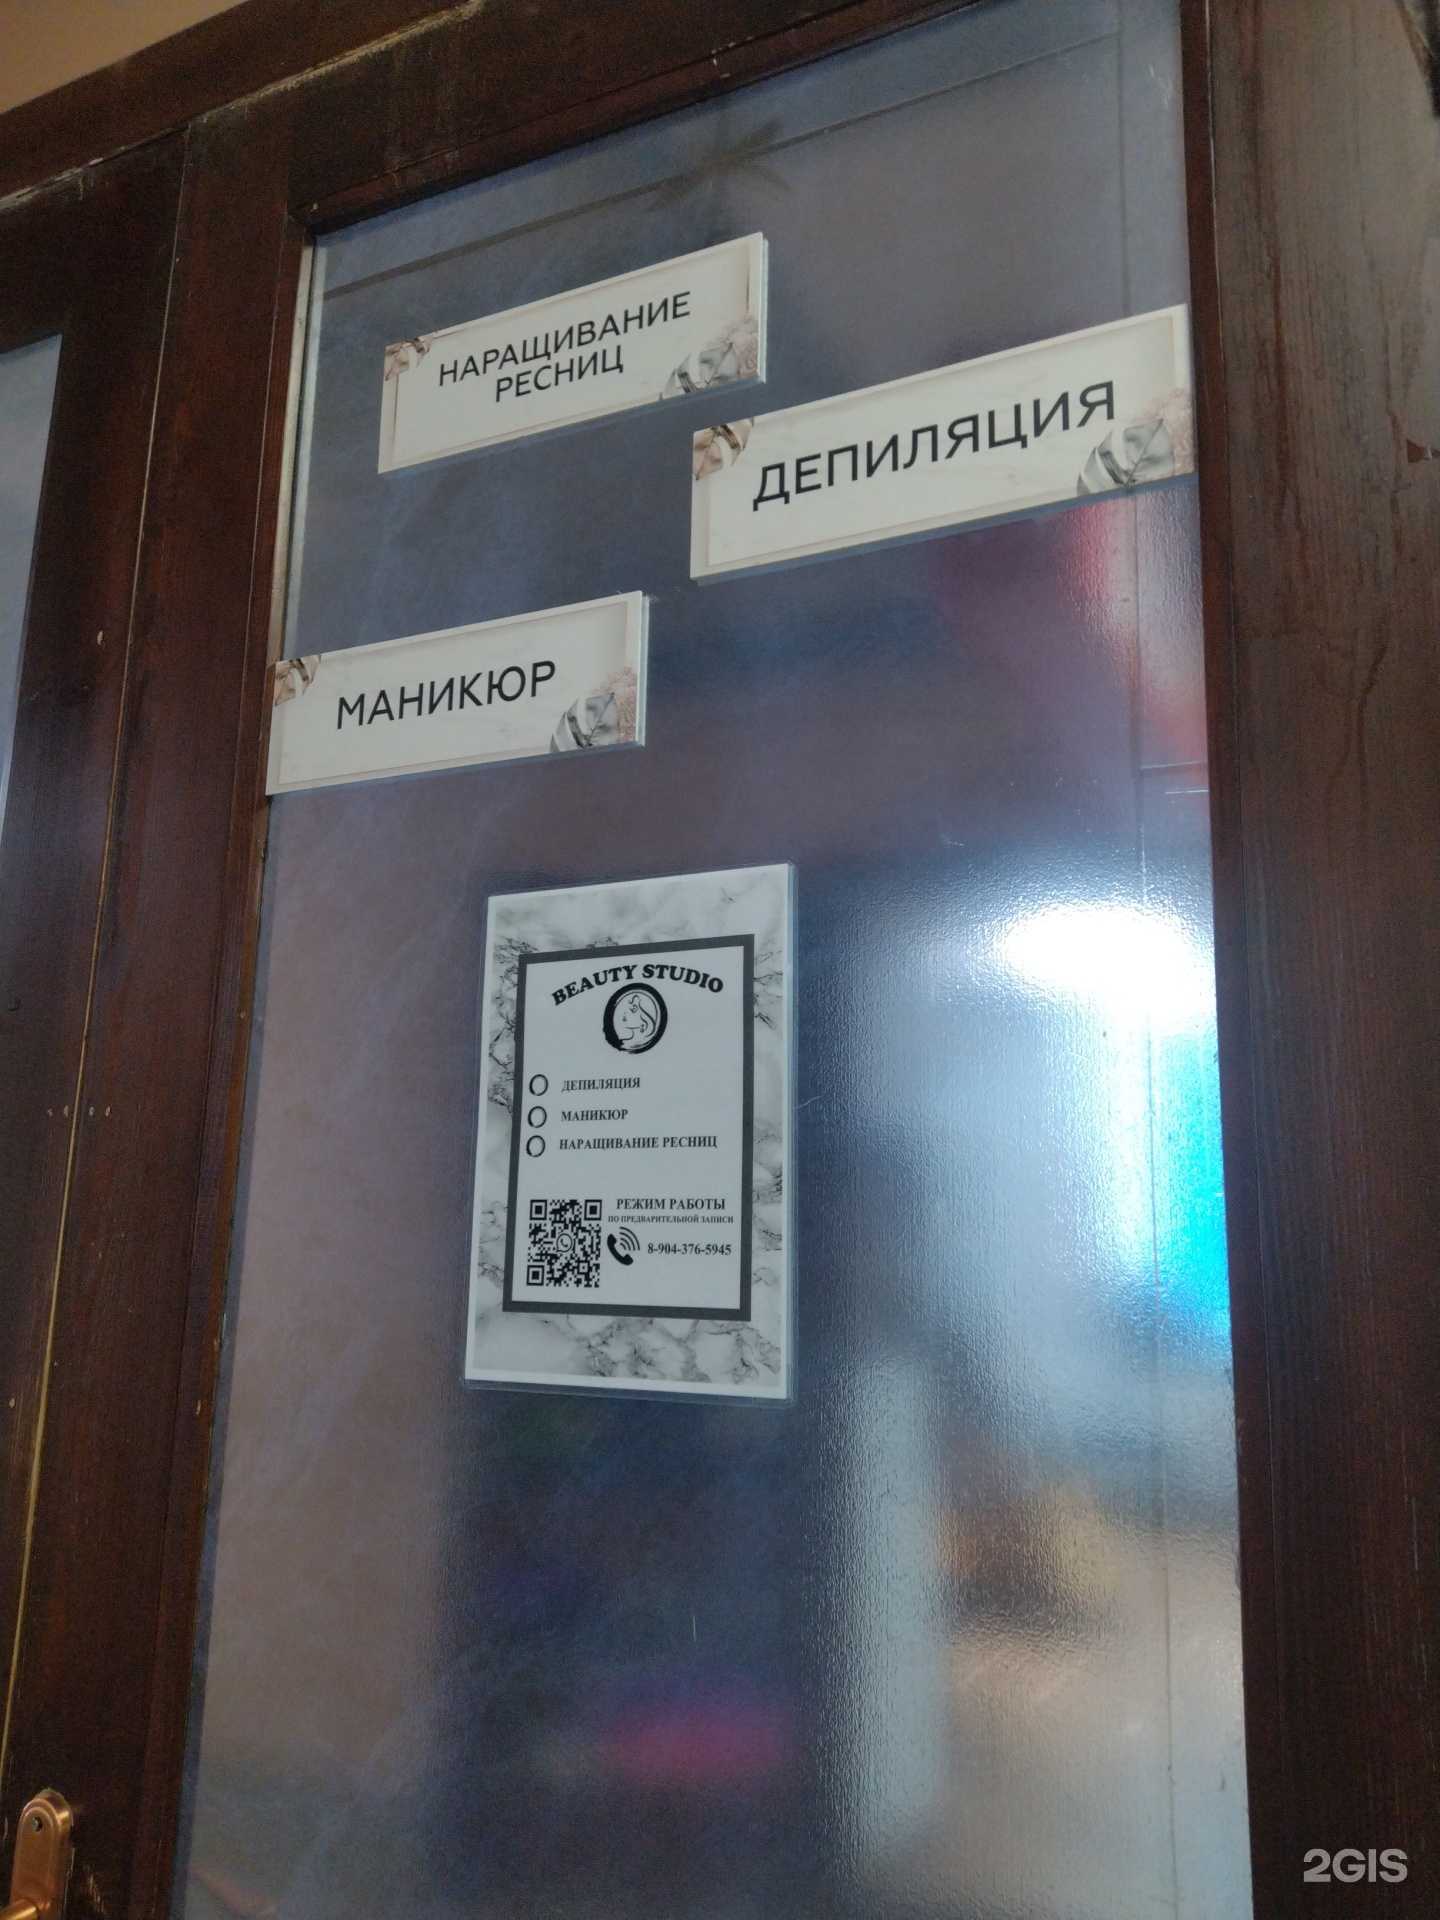 НАРАЩИВАНИЕ
РЕСНИЦ
ДЕПИЛЯЦИЯ
МАНИКЮР
BEAUTY STUDIO
ДЕПИЛЯЦИЯ
МАНИКЮР
НАРАЩИВАНИЕ РЕСНИЦ
РЕЖИМ РАБОТЫ
ПО ПРЕДВАРИТЕЛЬНОЙ ЗАПИСИ
8-904-376-5945
2GIS